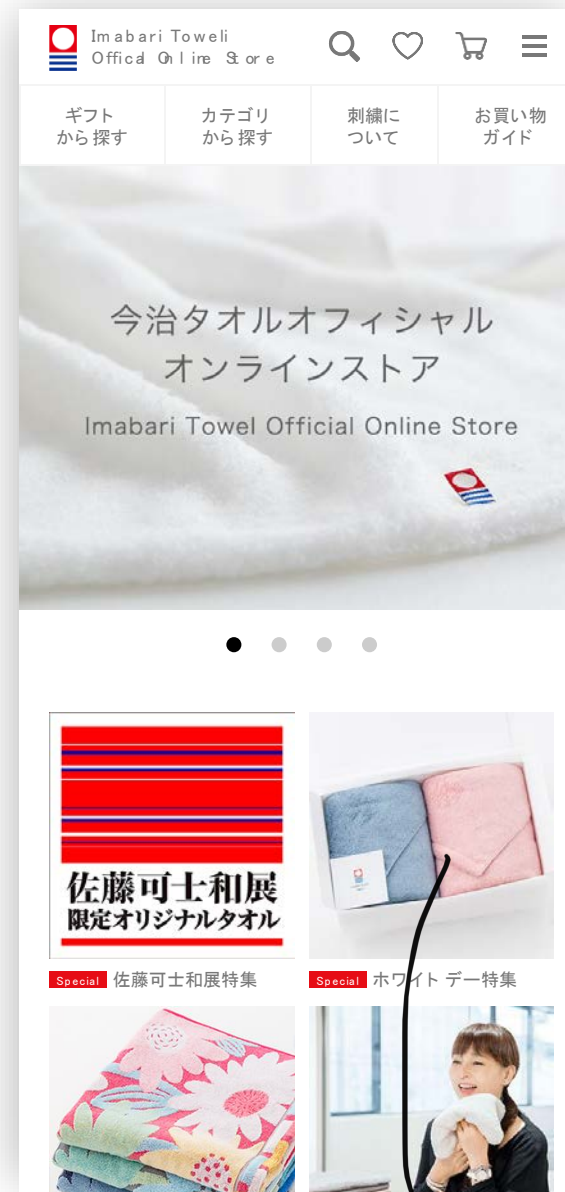 Imabari Toweli
Offical Online Store
ギフト
から探す
カテゴリ
から探す
刺繍に
ついて
お買い物
ガイド
今治タオルオフィシャル
オンラインストア
Imabari Towel Official Online Store
佐藤可士和展
限定オリジナルタオル
Special 佐藤可士和展特集
Special ホワイトデー特集